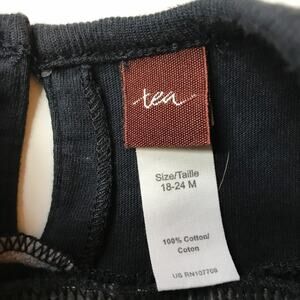 tea
Size/Taille
18-24 M
100% Cotton/
Coton
US RN107709